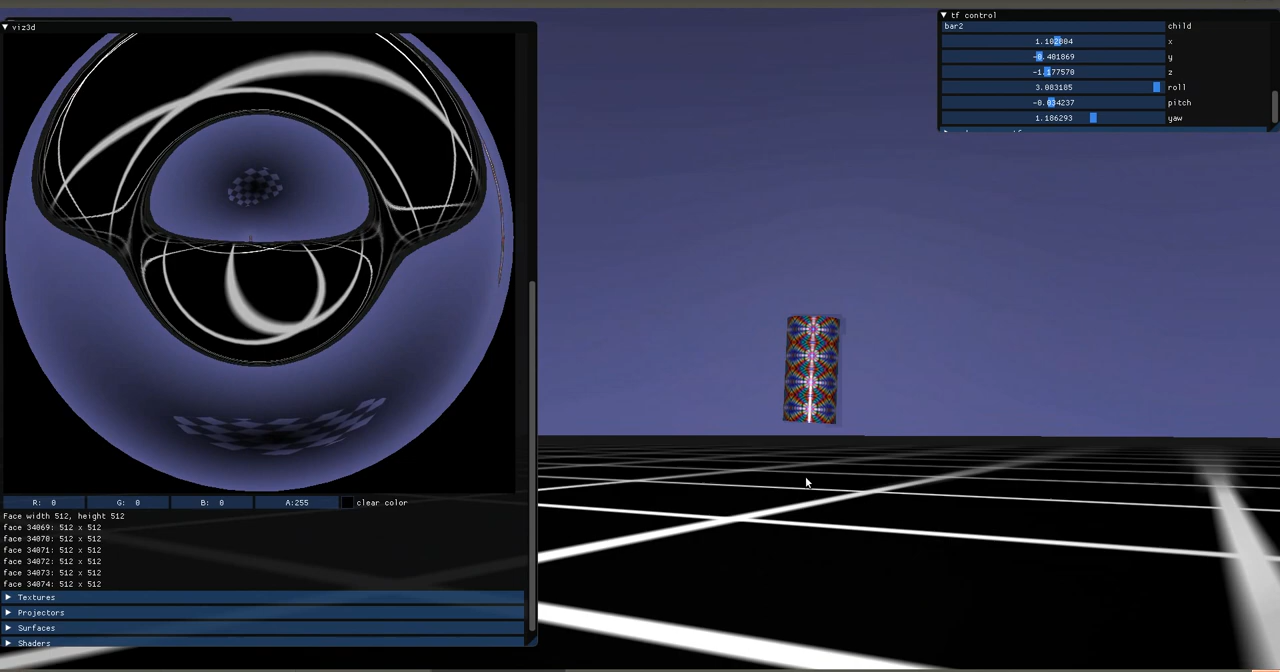 viz3d
R: 0 G: 0 B: 0 A:255 clear color
Face width 512, height 512
face 34069: 512 x 512
face 34070: 512 x 512
face 34071: 512 x 512
face 34072: 512 x 512
face 34073: 512 x 512
face 34074: 512 x 512
Textures
Projectors
Surfaces
Shaders
tf control
bar2 child
1.102804 x
-0.401869 y
-1.177570 z
3.083185 roll
-0.034237 pitch
1.186293 yaw